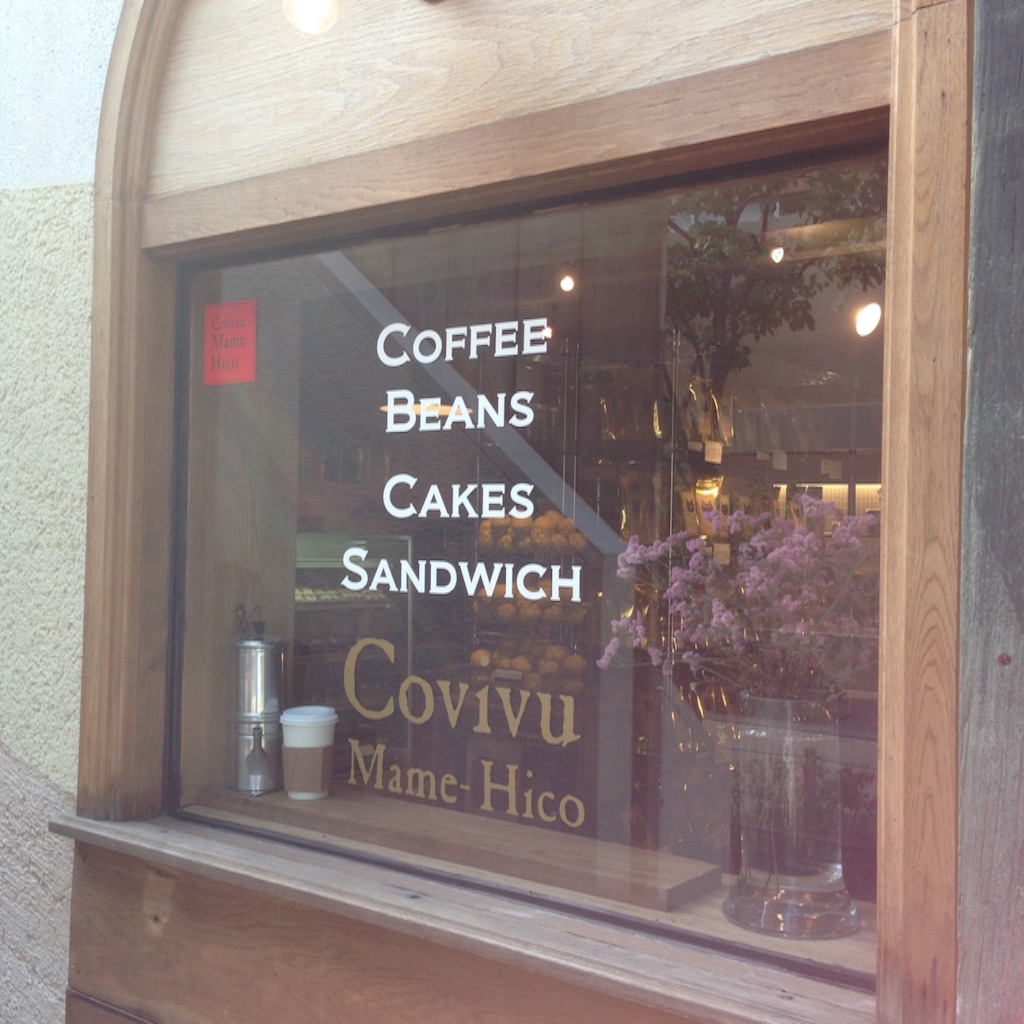 Covivu
Mame-
Hico
COFFEE
BEANS
CAKES
SANDWICH
Covivu
Mame-Hico